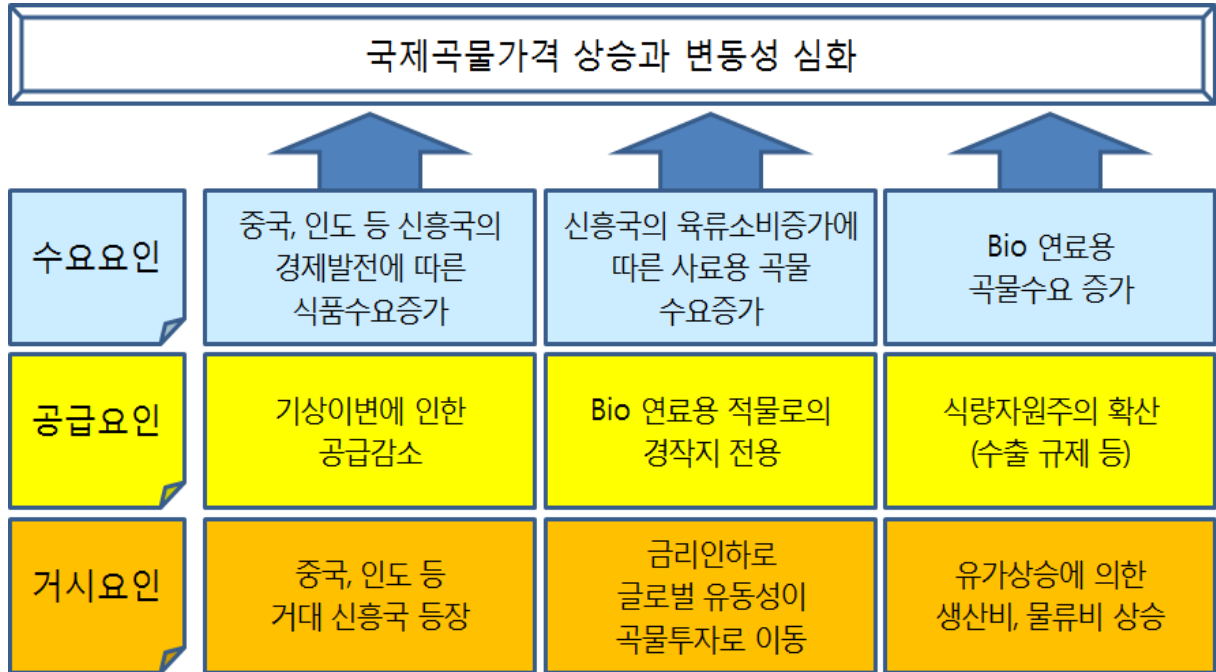 국제곡물가격 상승과 변동성 심화
수요요인
중국, 인도 등 신흥국의
경제발전에 따른
식품수요증가
신흥국의 육류소비증가에
따른 사료용 곡물
수요증가
Bio 연료용
곡물수요 증가
공급요인
기상이변에 인한
공급감소
Bio 연료용 적물로의
경작지 전용
식량자원주의 확산
(수출 규제 등)
거시요인
중국, 인도 등
거대 신흥국 등장
금리인하로
글로벌 유동성이
곡물투자로 이동
유가상승에 의한
생산비, 물류비 상승